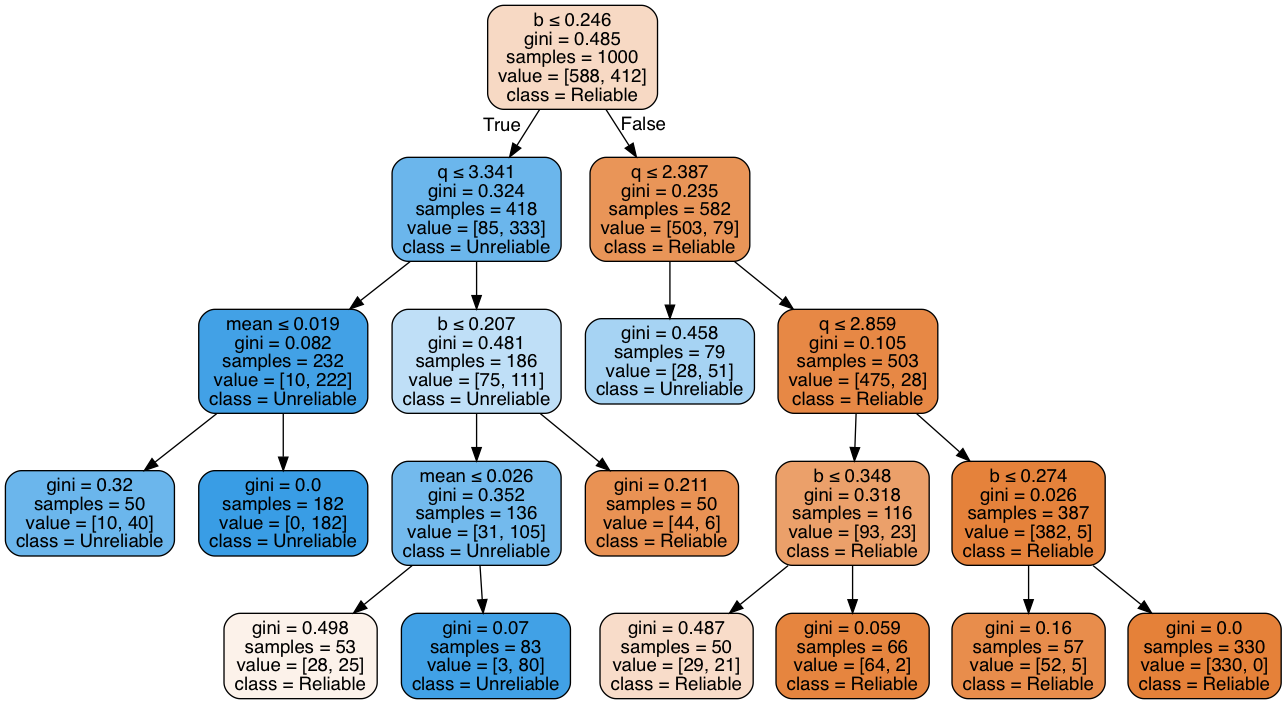 b ≤ 0.246
gini = 0.485
samples = 1000
value = [588, 412]
class = Reliable
True
False
q ≤ 3.341
gini = 0.324
samples = 418
value = [85, 333]
class = Unreliable
q ≤ 2.387
gini = 0.235
samples = 582
value = [503, 79]
class = Reliable
mean ≤ 0.019
gini = 0.082
samples = 232
value = [10, 222]
class = Unreliable
b ≤ 0.207
gini = 0.481
samples = 186
value = [75, 111]
class = Unreliable
gini = 0.458
samples = 79
value = [28, 51]
class = Unreliable
q ≤ 2.859
gini = 0.105
samples = 503
value = [475, 28]
class = Reliable
gini = 0.32
samples = 50
value = [10, 40]
class = Unreliable
gini = 0.0
samples = 182
value = [0, 182]
class = Unreliable
mean ≤ 0.026
gini = 0.352
samples = 136
value = [31, 105]
class = Unreliable
gini = 0.211
samples = 50
value = [44, 6]
class = Reliable
b ≤ 0.348
gini = 0.318
samples = 116
value = [93, 23]
class = Reliable
b ≤ 0.274
gini = 0.026
samples = 387
value = [382, 5]
class = Reliable
gini = 0.498
samples = 53
value = [28, 25]
class = Reliable
gini = 0.07
samples = 83
value = [3, 80]
class = Unreliable
gini = 0.487
samples = 50
value = [29, 21]
class = Reliable
gini = 0.059
samples = 66
value = [64, 2]
class = Reliable
gini = 0.16
samples = 57
value = [52, 5]
class = Reliable
gini = 0.0
samples = 330
value = [330, 0]
class = Reliable